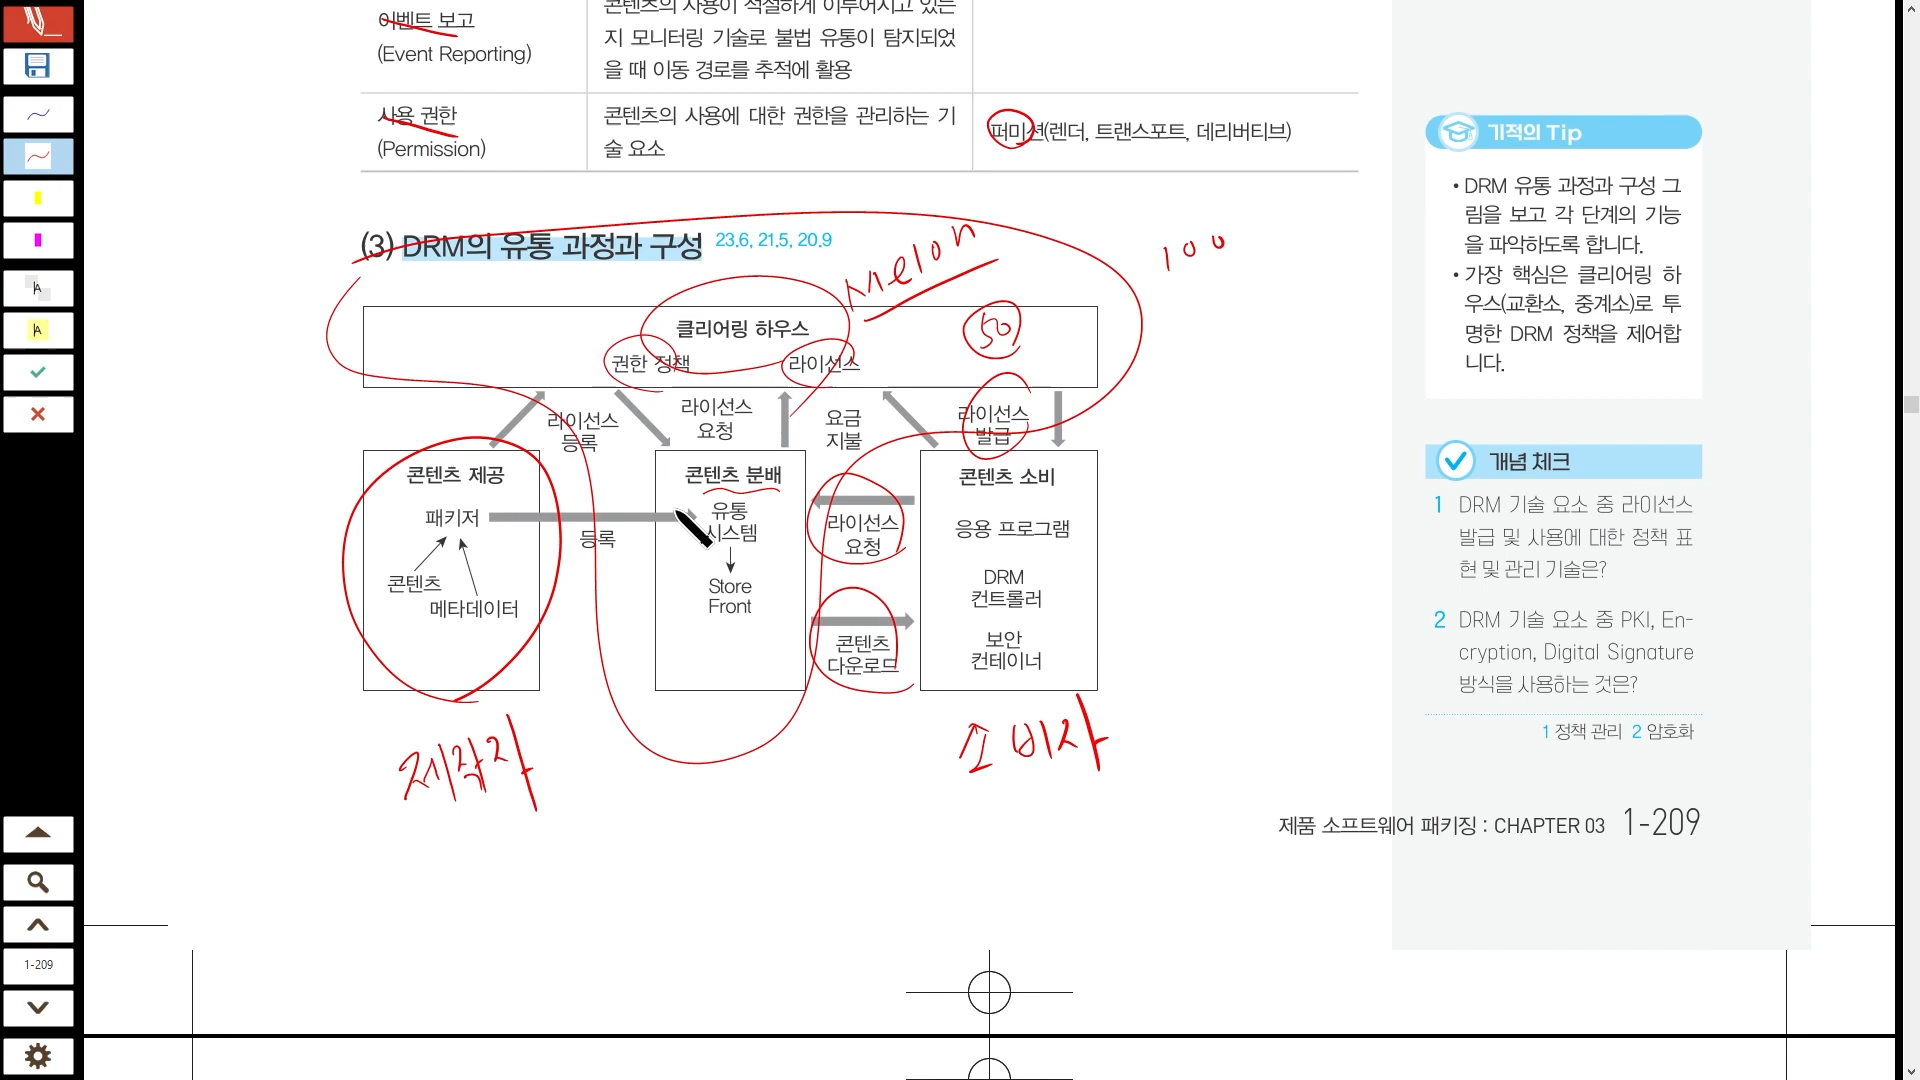 이벤트 보고
(Event Reporting)
콘텐츠의 사용이 적절하게 이루어지고 있는
지 모니터링 기술로 불법 유통이 탐지되었
을 때 이동 경로를 추적에 활용
사용 권한
(Permission)
콘텐츠의 사용에 대한 권한을 관리하는 기
술 요소
퍼미션(렌더, 트랜스포트, 데리버티브)
(3) DRM의 유통 과정과 구성 23.6, 21.5, 20.9
Melon
100
클리어링 하우스
50
권한 정책
라이선스
라이선스
등록
라이선스
요청
요금
지불
라이선스
발급
콘텐츠 제공
패키저
콘텐츠
메타데이터
등록
콘텐츠 분배
유통
시스템
Store
Front
라이선스
요청
콘텐츠
다운로드
콘텐츠 소비
응용 프로그램
DRM
컨트롤러
보안
컨테이너
제작자
소비자
기적의 Tip
• DRM 유통 과정과 구성 그
림을 보고 각 단계의 기능
을 파악하도록 합니다.
• 가장 핵심은 클리어링 하
우스(교환소, 중계소)로 투
명한 DRM 정책을 제어합
니다.
개념 체크
1 DRM 기술 요소 중 라이선스
발급 및 사용에 대한 정책 표
현 및 관리 기술은?
2 DRM 기술 요소 중 PKI, En-
cryption, Digital Signature
방식을 사용하는 것은?
1 정책 관리 2 암호화
제품 소프트웨어 패키징 : CHAPTER 03 1-209
A
A
1-209